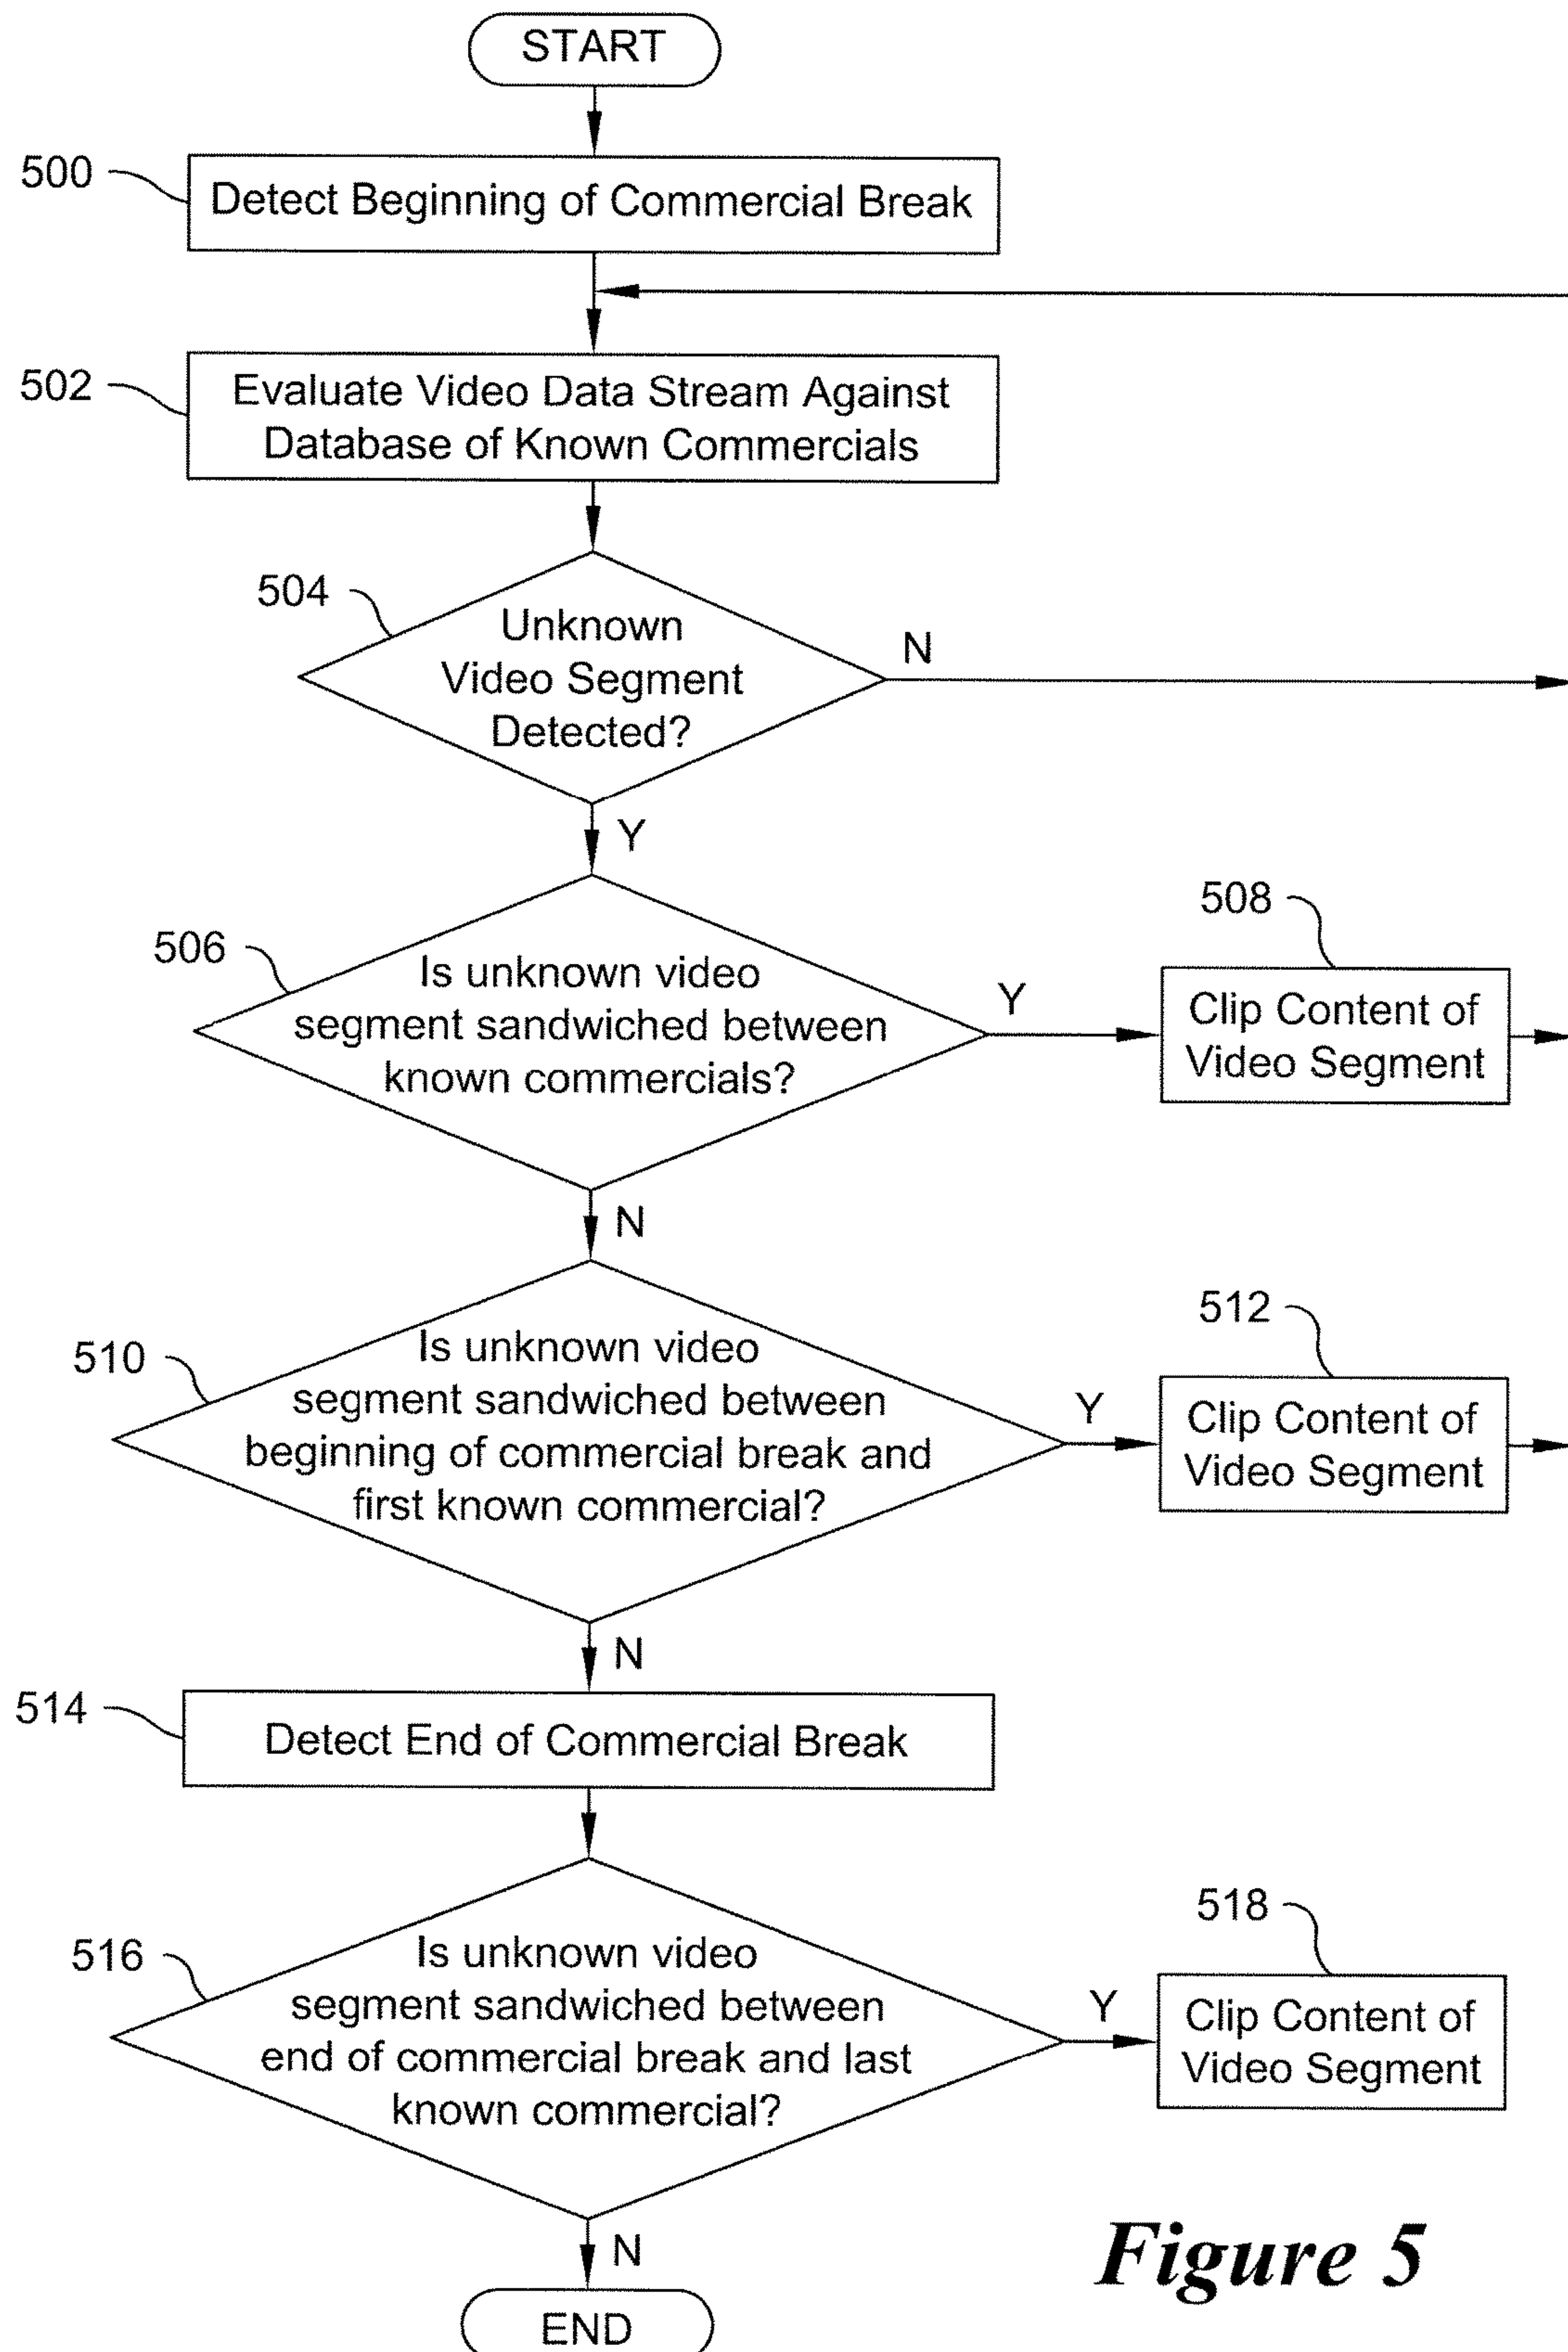 START
500
Detect Beginning of Commercial Break
502
Evaluate Video Data Stream Against
Database of Known Commercials
504
Unknown
Video Segment
Detected?
N
Y
506
Is unknown video
segment sandwiched between
known commercials?
Y
508
Clip Content of
Video Segment
N
510
Is unknown video
segment sandwiched between
beginning of commercial break and
first known commercial?
Y
512
Clip Content of
Video Segment
N
514
Detect End of Commercial Break
516
Is unknown video
segment sandwiched between
end of commercial break and last
known commercial?
Y
518
Clip Content of
Video Segment
N
END
Figure 5